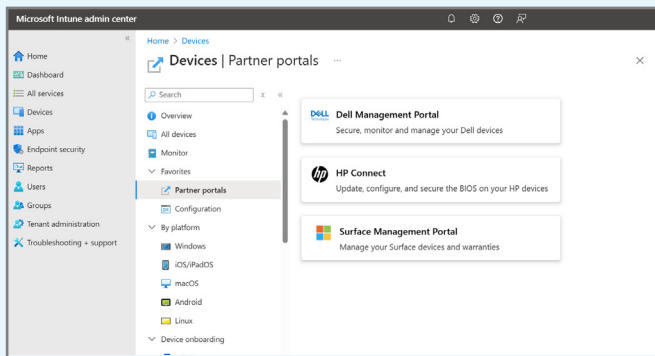 Microsoft Intune admin center
Home
Dashboard
All services
Devices
Apps
Endpoint security
Reports
Users
Groups
Tenant administration
Troubleshooting + support
Home > Devices
Devices | Partner portals ...
Search
Overview
All devices
Monitor
Favorites
Partner portals
Configuration
By platform
Windows
iOS/iPadOS
macOS
Android
Linux
Device onboarding
DELL Technologies
Dell Management Portal
Secure, monitor and manage your Dell devices
hp
HP Connect
Update, configure, and secure the BIOS on your HP devices
Surface Management Portal
Manage your Surface devices and warranties